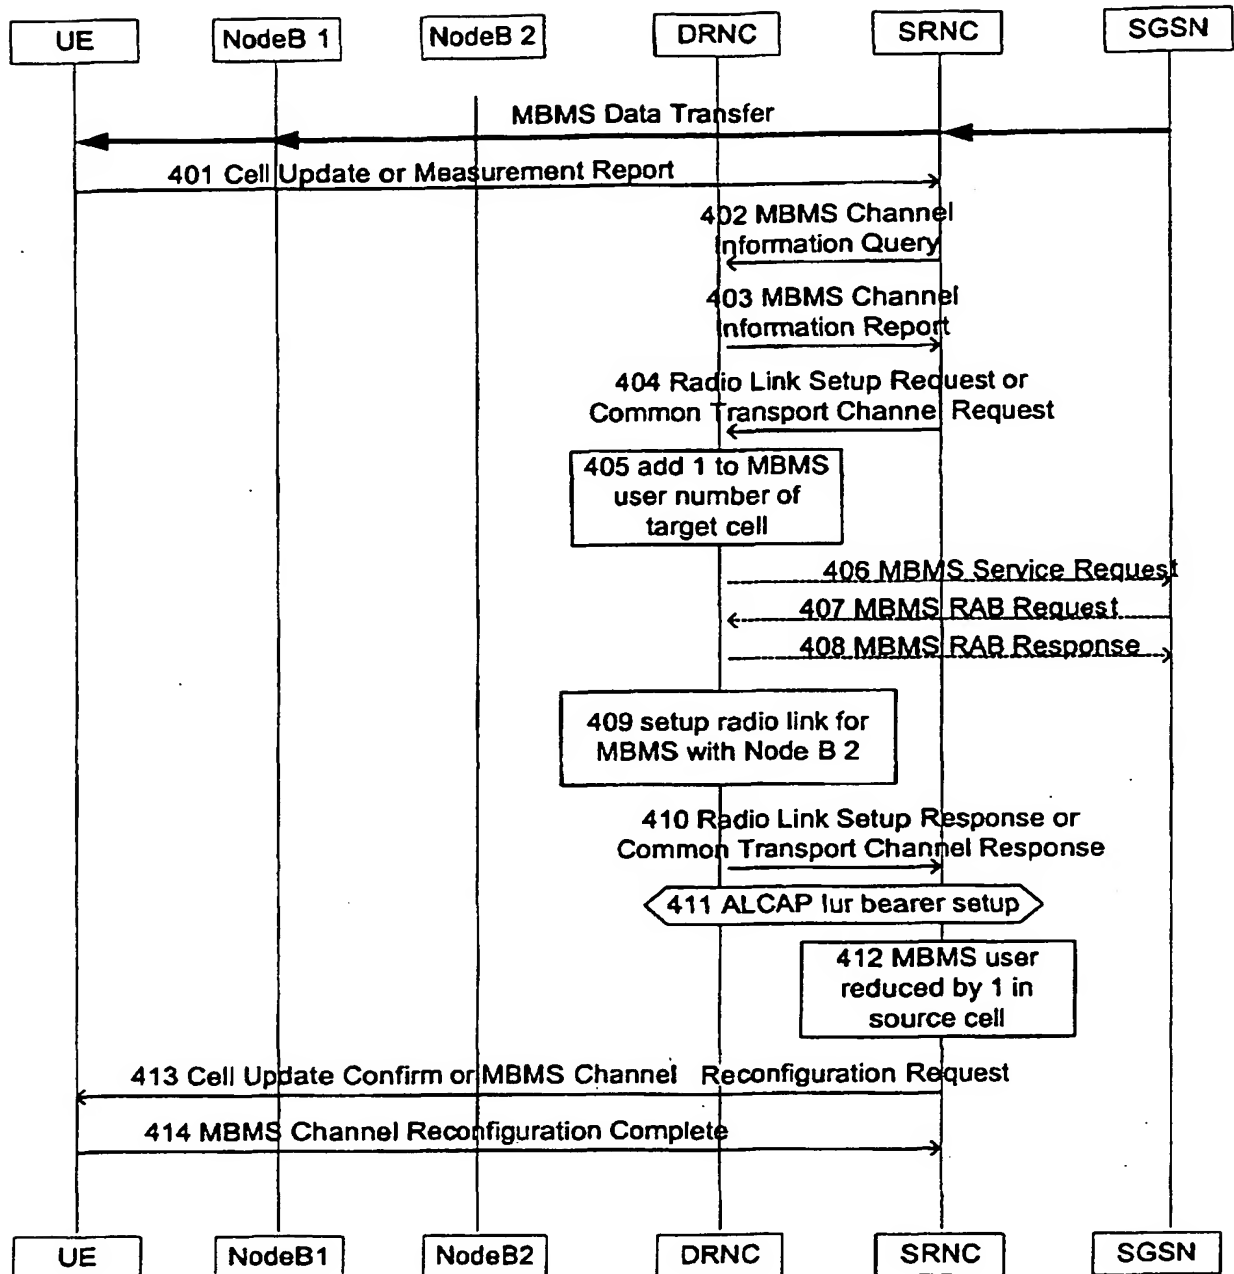 UE
NodeB 1
NodeB 2
DRNC
SRNC
SGSN
MBMS Data Transfer
401 Cell Update or Measurement Report
402 MBMS Channel
Information Query
403 MBMS Channel
Information Report
404 Radio Link Setup Request or
Common Transport Channel Request
405 add 1 to MBMS
user number of
target cell
406 MBMS Service Request
407 MBMS RAB Request
408 MBMS RAB Response
409 setup radio link for
MBMS with Node B 2
410 Radio Link Setup Response or
Common Transport Channel Response
411 ALCAP Iur bearer setup
412 MBMS user
reduced by 1 in
source cell
413 Cell Update Confirm or MBMS Channel Reconfiguration Request
414 MBMS Channel Reconfiguration Complete
UE
NodeB1
NodeB2
DRNC
SRNC
SGSN